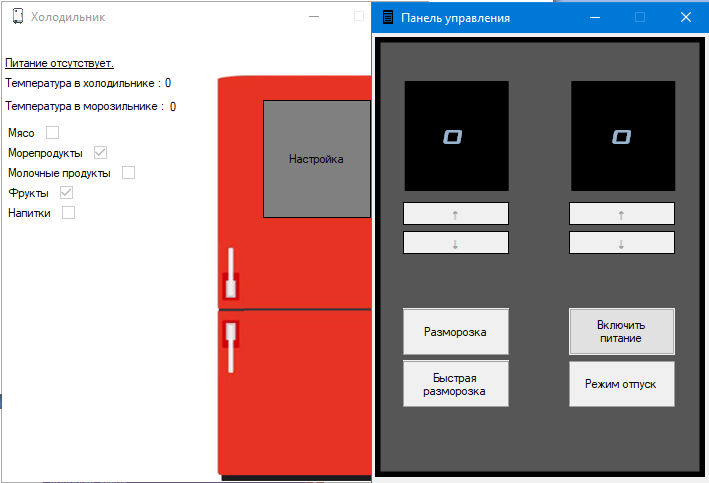 Холодильник
Питание отсутствует.
Температура в холодильнике : 0
Температура в морозильнике : 0
Мясо
Морепродукты
Молочные продукты
Фрукты
Напитки
Настройка
Панель управления
0 0
↑ ↑
↓ ↓
Разморозка
Включить
питание
Быстрая
разморозка
Режим отпуск